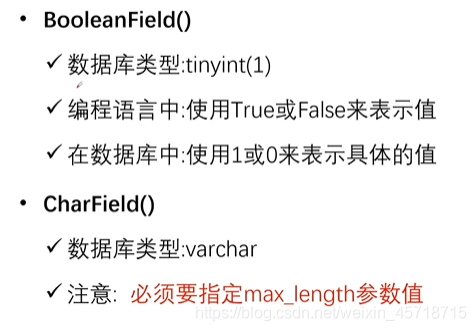 • BooleanField()
✓ 数据库类型:tinyint(1)
✓ 编程语言中:使用True或False来表示值
✓ 在数据库中:使用1或0来表示具体的值
• CharField()
✓ 数据库类型:varchar
✓ 注意: 必须要指定max_length参数值
https://blog.csdn.net/weixin_45718715